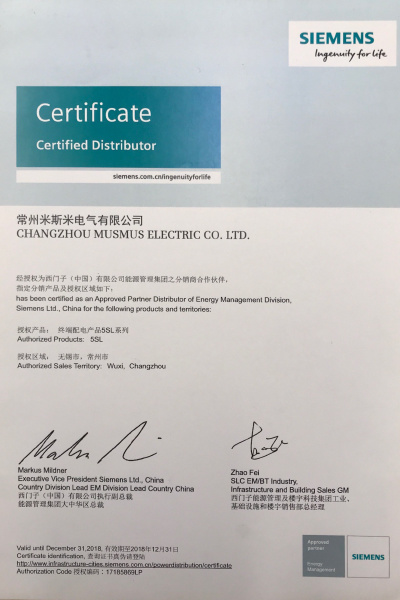 SIEMENS
Ingenuity for life
Certificate
Certified Distributor
siemens.com.cn/ingenuityforlife
常州米斯米电气有限公司
CHANGZHOU MUSMUS ELECTRIC CO. LTD.
经授权为西门子（中国）有限公司能源管理集团之分销商合作伙伴，
指定分销产品及授权区域如下：
has been certified as an Approved Partner Distributor of Energy Management Division,
Siemens Ltd., China for the following products and territories:
授权产品： 终端配电产品5SL系列
Authorized Products: 5SL
授权区域： 无锡市、常州市
Authorized Sales Territory: Wuxi, Changzhou
Markus Mildner
Executive Vice President Siemens Ltd., China
Country Division Lead EM Division Lead Country China
西门子（中国）有限公司执行副总裁
能源管理集团大中华区总裁
Zhao Fei
SLC EM/BT Industry,
Infrastructure and Building Sales GM
西门子能源管理及楼宇科技集团工业、
基础设施和楼宇销售部总经理
Valid until December 31,2018, 有效期至2018年12月31日
Certificate identification, 查询证书真伪请登陆
http://www.infrastructure-cities.siemens.com.cn/powerdistribution/certificate
Authorization Code 授权编码：17185869LP
Approved
partner
Energy
Management
SIEMENS